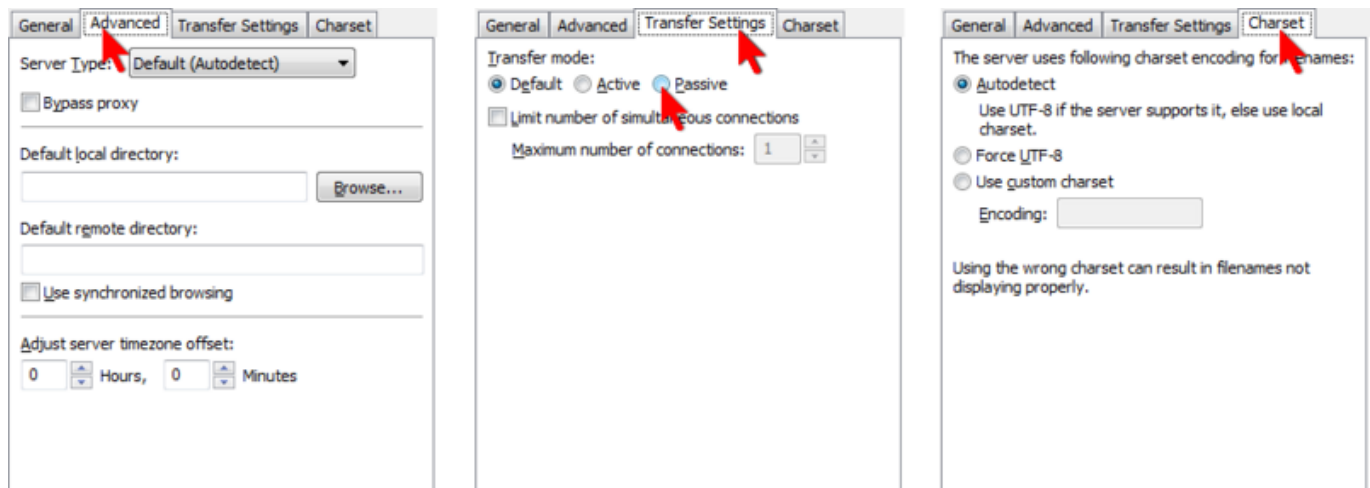 General Advanced Transfer Settings Charset
Server Type: Default (Autodetect)
Bypass proxy
Default local directory:
Browse...
Default remote directory:
Use synchronized browsing
Adjust server timezone offset:
0 Hours, 0 Minutes
General Advanced Transfer Settings Charset
Transfer mode:
Default Active Passive
Limit number of simultaneous connections
Maximum number of connections: 1
General Advanced Transfer Settings Charset
The server uses following charset encoding for filenames:
Autodetect
Use UTF-8 if the server supports it, else use local
charset.
Force UTF-8
Use custom charset
Encoding:
Using the wrong charset can result in filenames not
displaying properly.